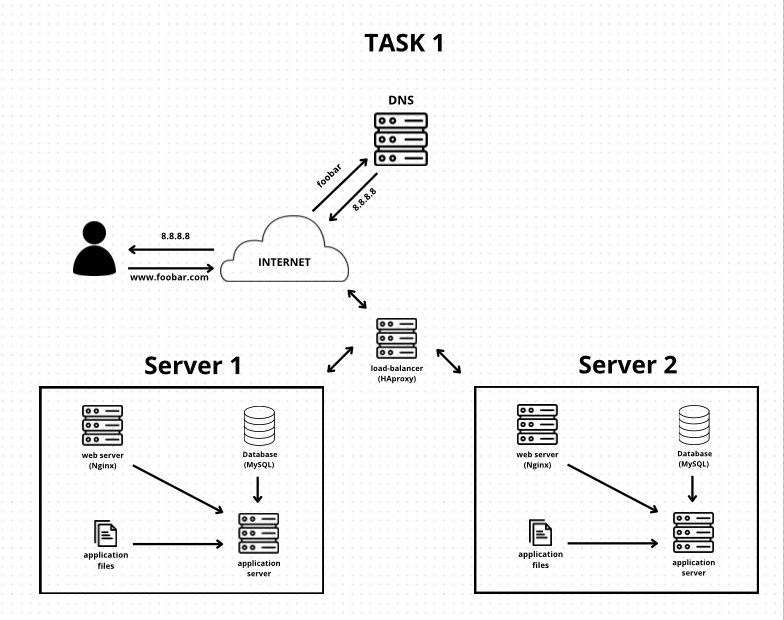 TASK 1
DNS
foobar
8.8.8.8
8.8.8.8
INTERNET
www.foobar.com
load-balancer
(HAproxy)
Server 1
web server
(Nginx)
Database
(MySQL)
application
files
application
server
Server 2
web server
(Nginx)
Database
(MySQL)
application
files
application
server